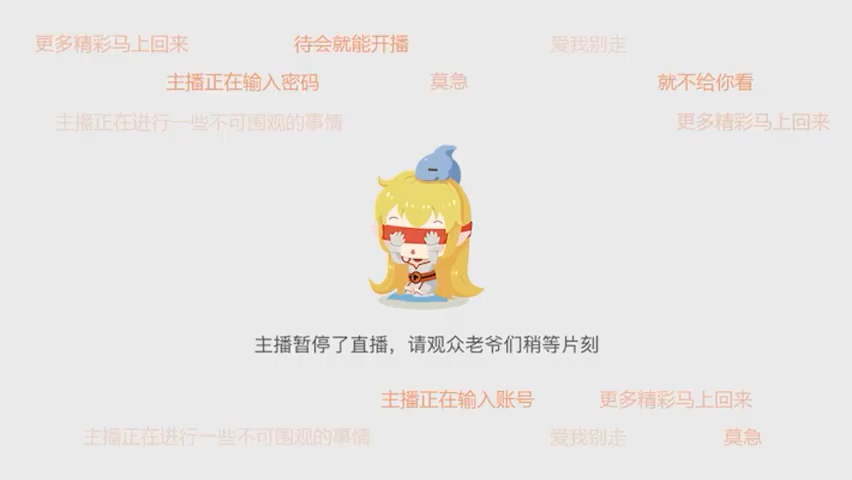 更多精彩马上回来
待会就能开播
爱我别走
主播正在输入密码
莫急
就不给你看
主播正在进行一些不可围观的事情
更多精彩马上回来
主播暂停了直播，请观众老爷们稍等片刻
主播正在输入账号
更多精彩马上回来
主播正在进行一些不可围观的事情
爱我别走
莫急